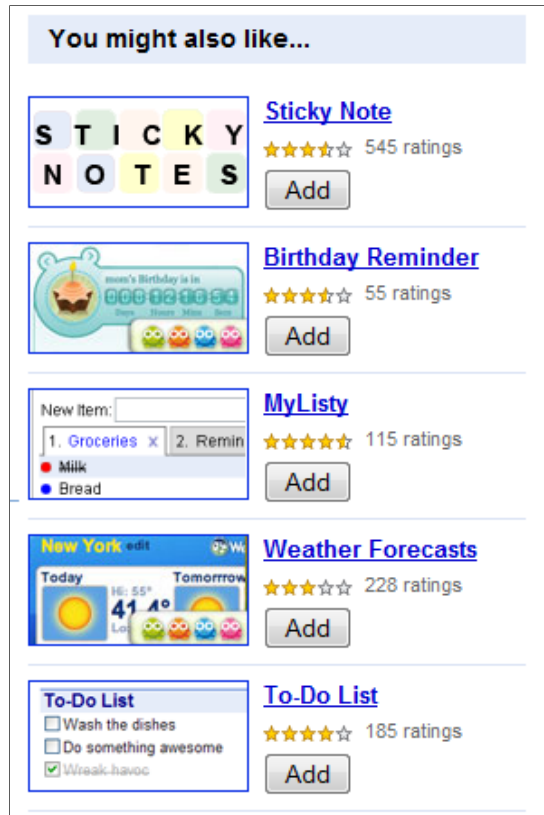 You might also like...
STICKY
NOTES
Sticky Note
545 ratings
Add
mom's Birthday is in
Days Hours Mins Secs
Birthday Reminder
55 ratings
Add
New Item:
1. Groceries x 2. Remin
Milk
Bread
MyListy
115 ratings
Add
New York edit
Today Tomorrrow
Hi: 55°
41.4°
Weather Forecasts
228 ratings
Add
To-Do List
Wash the dishes
Do something awesome
Wreak havoc
To-Do List
185 ratings
Add